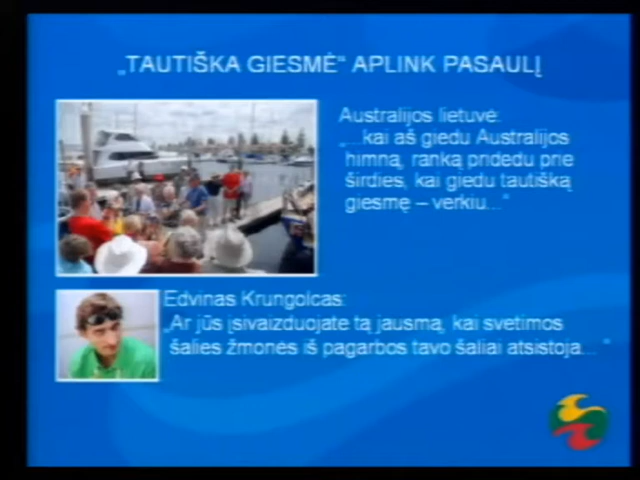 „TAUTIŠKA GIESMĖ“ APLINK PASAULĮ
Australijos lietuvė:
„....kai aš giedu Australijos
himną, ranką pridedu prie
širdies, kai giedu tautišką
giesmę – verkiu...“
Edvinas Krungolcas:
„Ar jūs įsivaizduojate tą jausmą, kai svetimos
šalies žmonės iš pagarbos tavo šaliai atsistoja... “